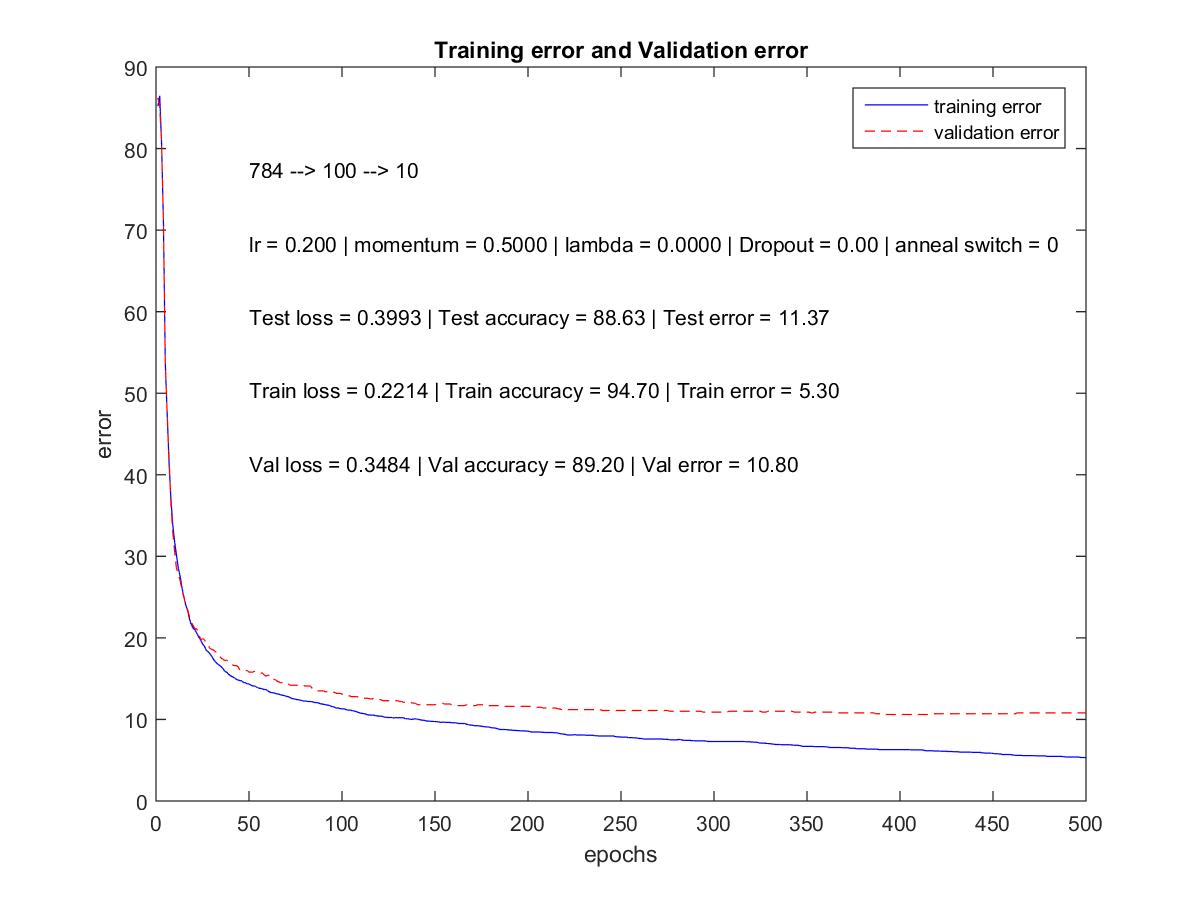 Training error and Validation error
90
80
70
60
50
40
30
20
10
0
error
training error
validation error
784 --> 100 --> 10
lr = 0.200 | momentum = 0.5000 | lambda = 0.0000 | Dropout = 0.00 | anneal switch = 0
Test loss = 0.3993 | Test accuracy = 88.63 | Test error = 11.37
Train loss = 0.2214 | Train accuracy = 94.70 | Train error = 5.30
Val loss = 0.3484 | Val accuracy = 89.20 | Val error = 10.80
0 50 100 150 200 250 300 350 400 450 500
epochs